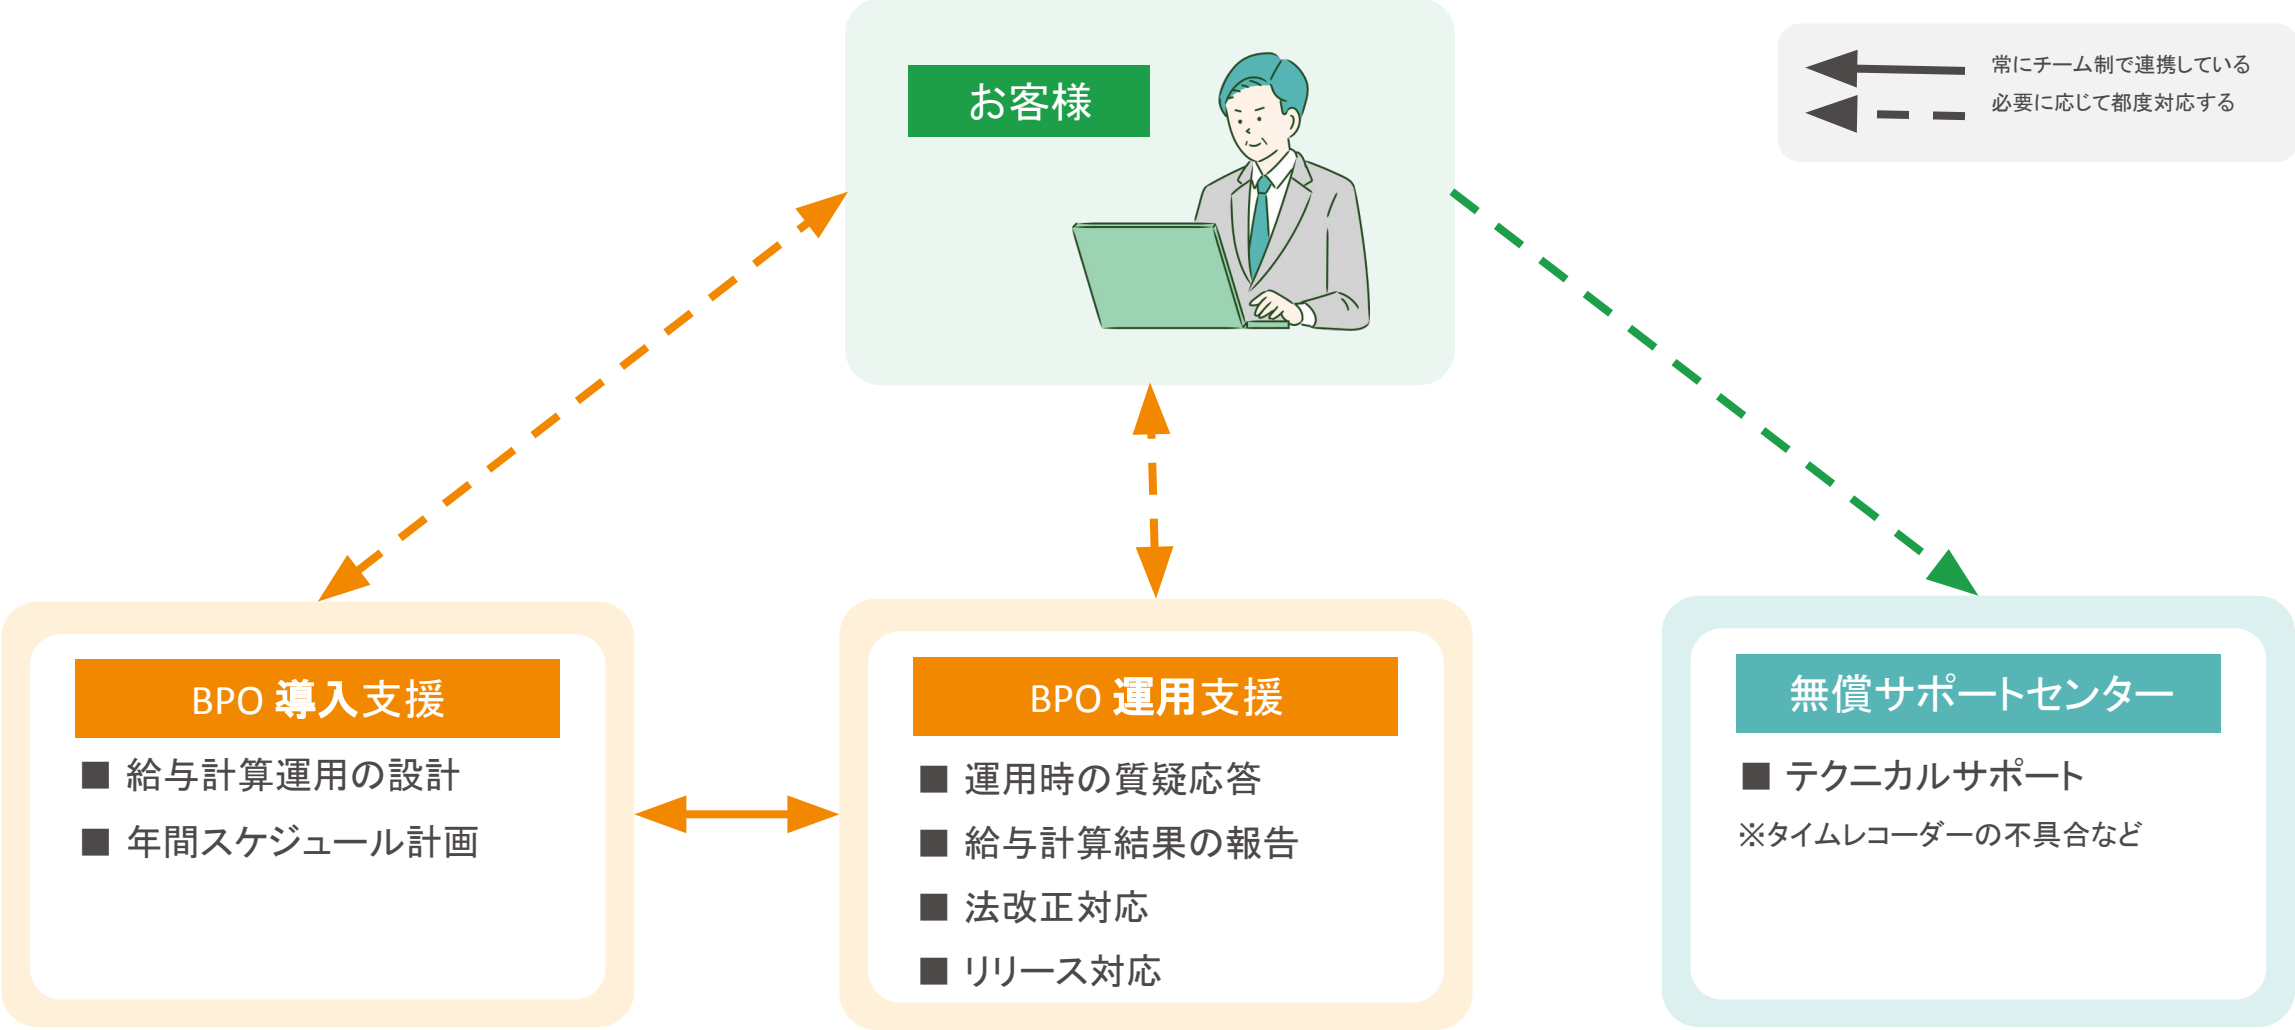 お客様
常にチーム制で連携している
必要に応じて都度対応する
BPO 導入支援
■ 給与計算運用の設計
■ 年間スケジュール計画
BPO 運用支援
■ 運用時の質疑応答
■ 給与計算結果の報告
■ 法改正対応
■ リリース対応
無償サポートセンター
■ テクニカルサポート
※タイムレコーダーの不具合など